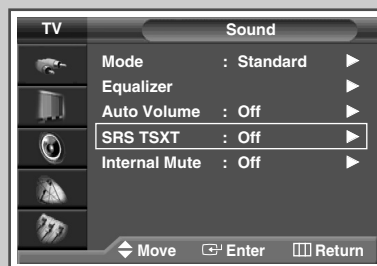 TV
Sound
Mode : Standard
Equalizer
Auto Volume : Off
SRS TSXT : Off
Internal Mute : Off
Move Enter Return